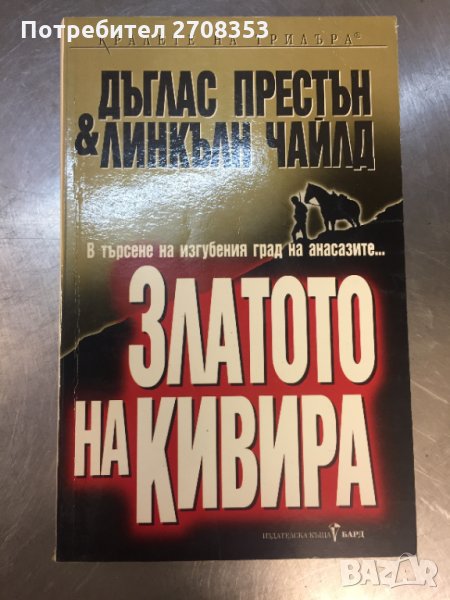 Потребител 2708353
КРАЛЕТЕ НА ТРИЛЪРА®
ДЪГЛАС ПРЕСТЪН
& ЛИНКЪЛН ЧАЙЛД
В търсене на изгубения град на анасазите...
ЗЛАТОТО
НА КИВИРА
ИЗДАТЕЛСКА КЪЩА БАРД
BAZAR